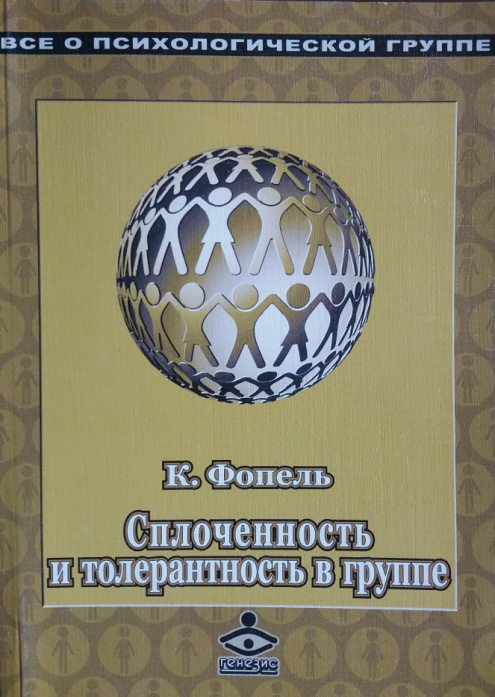 ВСЕ О ПСИХОЛОГИЧЕСКОЙ ГРУППЕ
К. Фопель
Сплоченность
и толерантность в группе
генезис